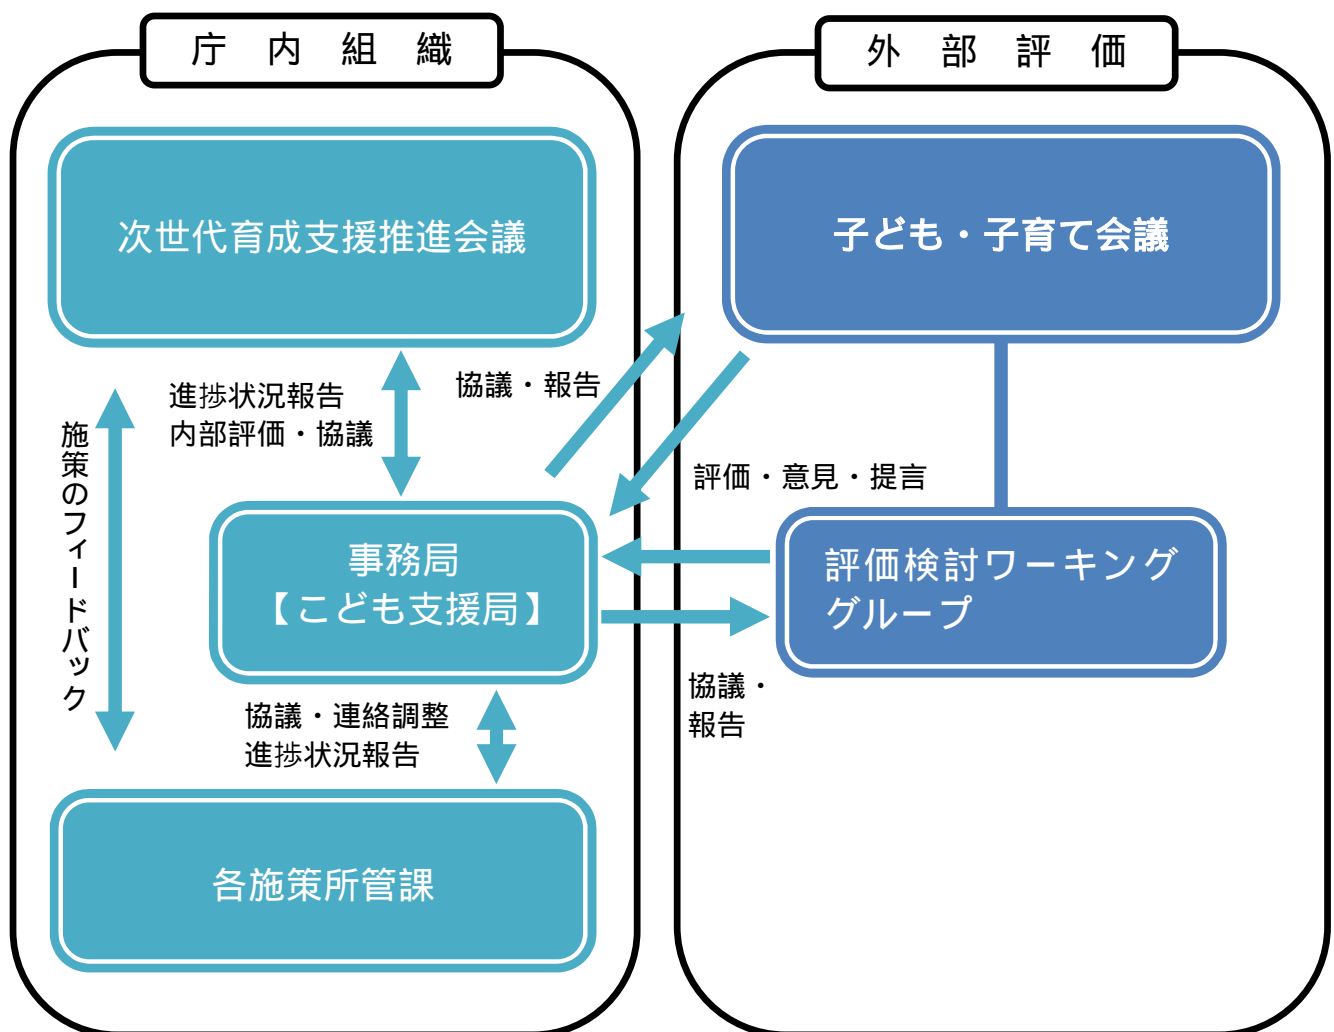 庁内組織
次世代育成支援推進会議
進捗状況報告
内部評価・協議
協議・報告
施策のフィードバック
事務局
【こども支援局】
協議・連絡調整
進捗状況報告
各施策所管課
外部評価
子ども・子育て会議
評価・意見・提言
評価検討ワーキング
グループ
協議・
報告